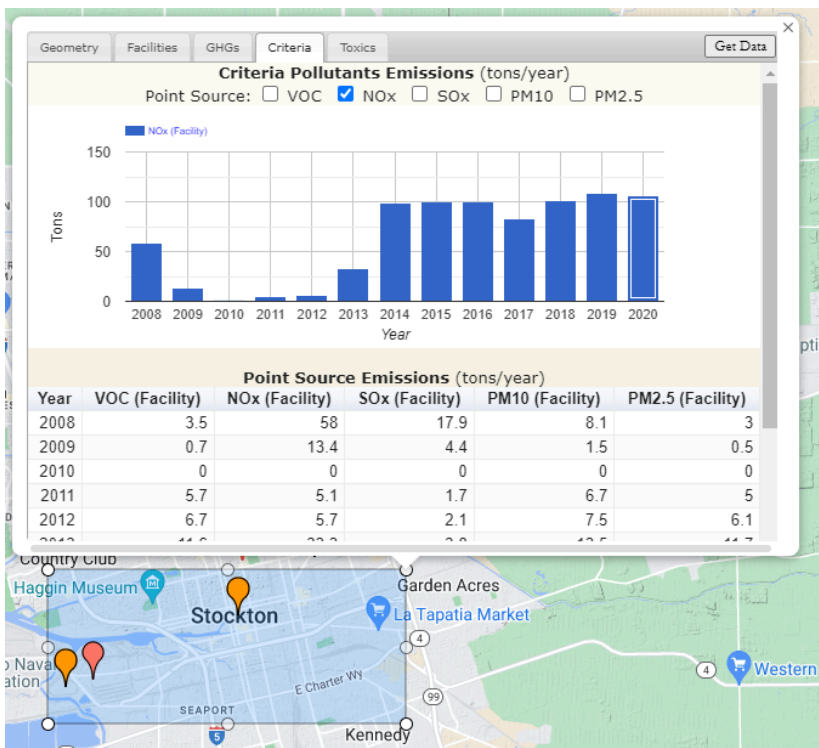 Geometry Facilities GHGs Criteria Toxics Get Data
Criteria Pollutants Emissions (tons/year)
Point Source: VOC NOx SOx PM10 PM2.5
NOx (Facility)
150
100
50
0
Tons
2008 2009 2010 2011 2012 2013 2014 2015 2016 2017 2018 2019 2020
Year
Point Source Emissions (tons/year)
Year VOC (Facility) NOx (Facility) SOx (Facility) PM10 (Facility) PM2.5 (Facility)
2008 3.5 58 17.9 8.1 3
2009 0.7 13.4 4.4 1.5 0.5
2010 0 0 0 0 0
2011 5.7 5.1 1.7 6.7 5
2012 6.7 5.7 2.1 7.5 6.1
Country Club
Haggin Museum
Garden Acres
Stockton
La Tapatia Market
4
4
Western
E Charter Wy
99
SEAPORT
5
Kennedy